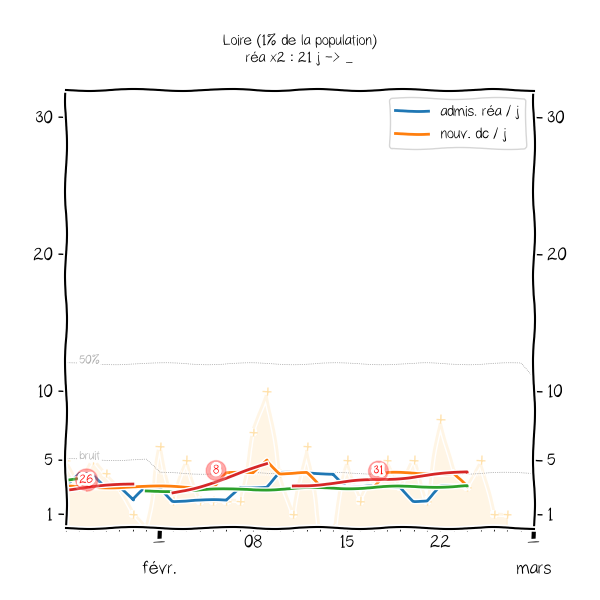 Loire (1% de la population)
réa x2 : 21 j -> _
admis. réa / j
nouv. dc / j
30
30
20
20
50%
10
10
bruit
5
5
26
8
31
1
1
08
15
22
févr.
mars